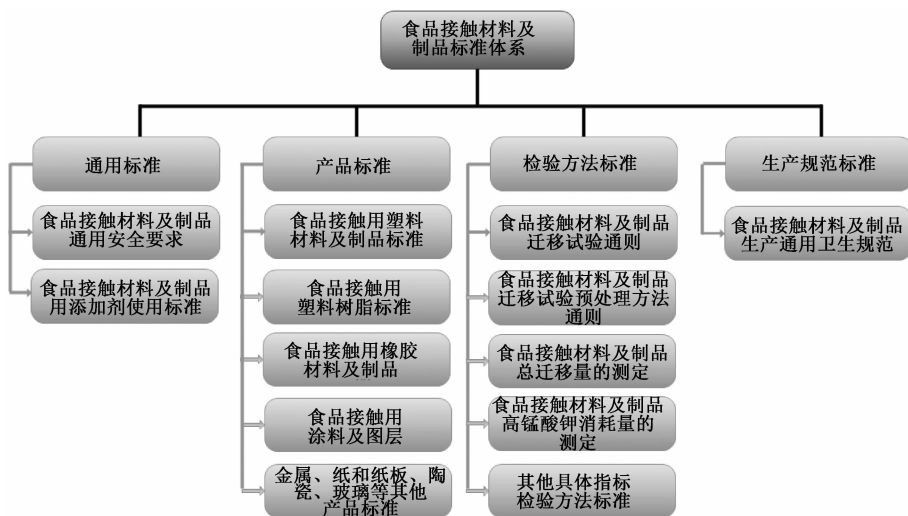 食品接触材料及
制品标准体系
通用标准
食品接触材料及制品
通用安全要求
食品接触材料及制品
用添加剂使用标准
产品标准
食品接触用塑料
材料及制品标准
食品接触用
塑料树脂标准
食品接触用橡胶
材料及制品
食品接触用
涂料及图层
金属、纸和纸板、陶
瓷、玻璃等其他
产品标准
检验方法标准
食品接触材料及制品
迁移试验通则
食品接触材料及制品
迁移试验预处理方法
通则
食品接触材料及制品
总迁移量的测定
食品接触材料及制品
高锰酸钾消耗量的
测定
其他具体指标
检验方法标准
生产规范标准
食品接触材料及制品
生产通用卫生规范